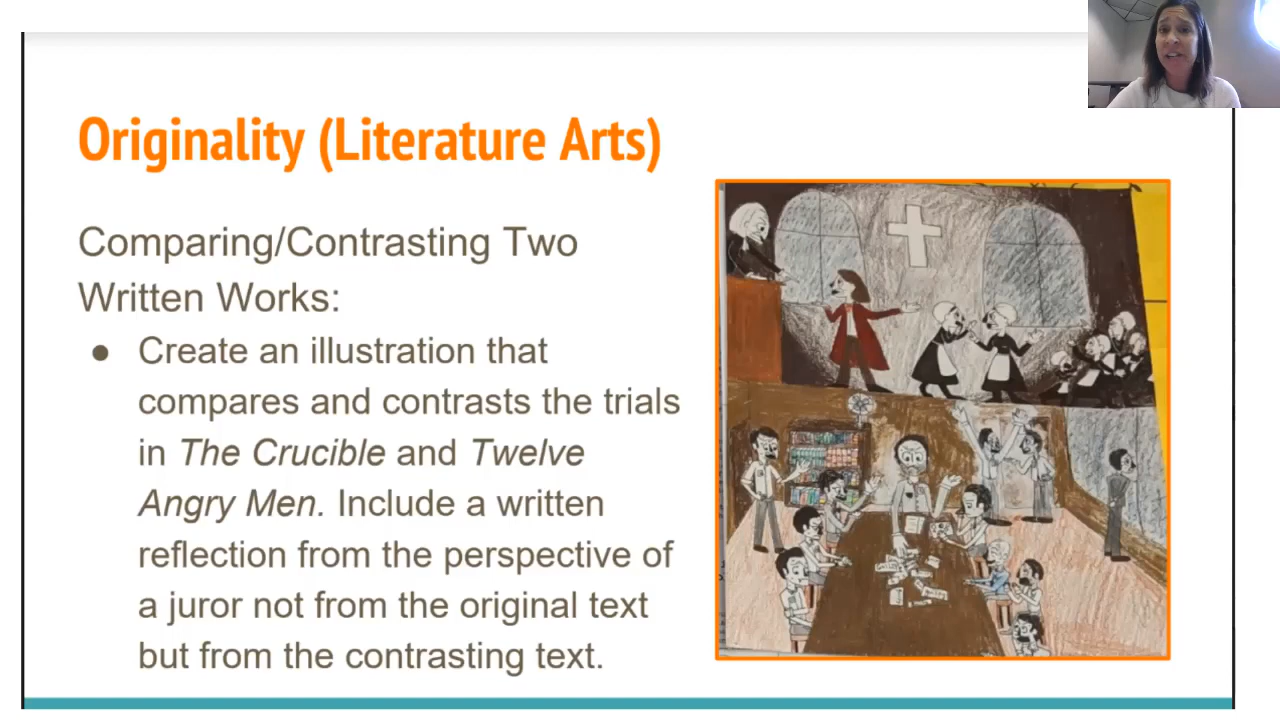 Originality (Literature Arts)
Comparing/Contrasting Two
Written Works:
● Create an illustration that
compares and contrasts the trials
in The Crucible and Twelve
Angry Men. Include a written
reflection from the perspective of
a juror not from the original text
but from the contrasting text.